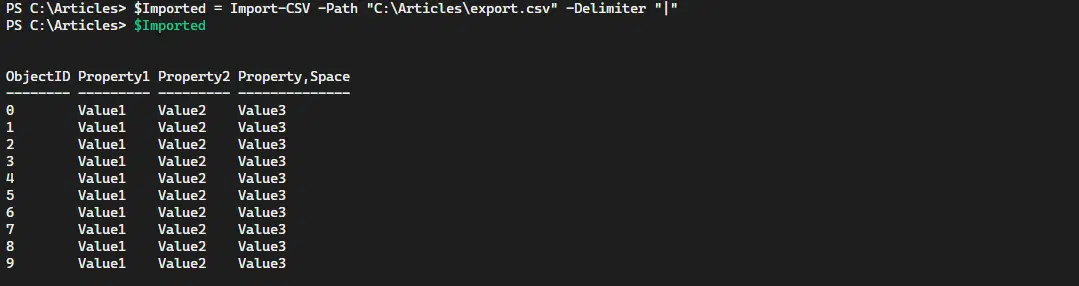 PS C:\Articles> $Imported = Import-CSV -Path "C:\Articles\export.csv" -Delimiter "|"
PS C:\Articles> $Imported
ObjectID Property1 Property2 Property,Space
-------- --------- --------- --------------
0        Value1    Value2    Value3
1        Value1    Value2    Value3
2        Value1    Value2    Value3
3        Value1    Value2    Value3
4        Value1    Value2    Value3
5        Value1    Value2    Value3
6        Value1    Value2    Value3
7        Value1    Value2    Value3
8        Value1    Value2    Value3
9        Value1    Value2    Value3